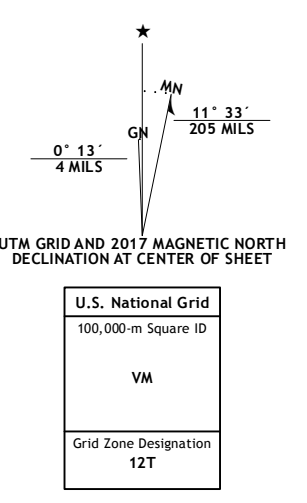 ★
MN
11° 33´
205 MILS
GN
0° 13´
4 MILS
UTM GRID AND 2017 MAGNETIC NORTH
DECLINATION AT CENTER OF SHEET
U.S. National Grid
100,000-m Square ID
VM
Grid Zone Designation
12T